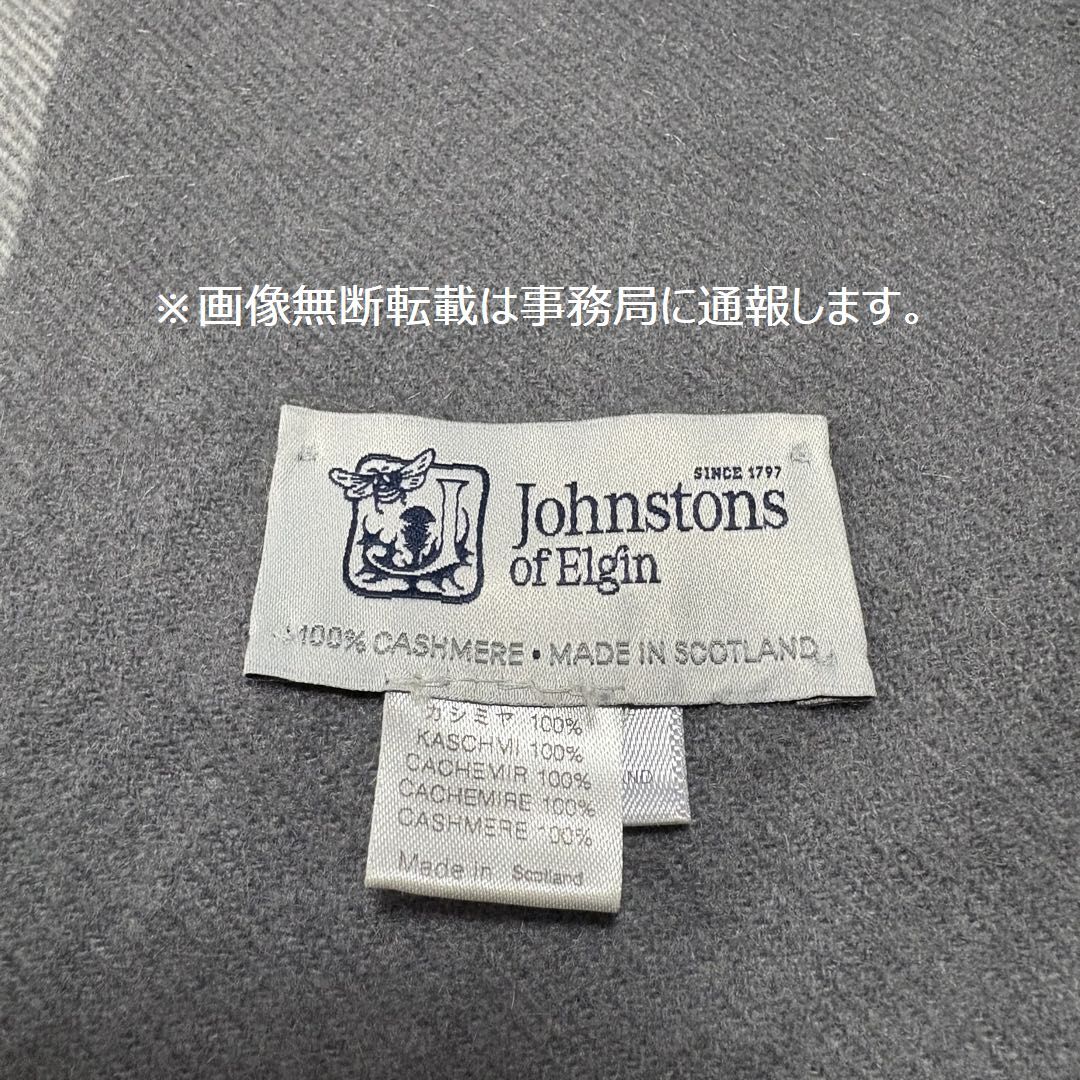 ※画像無断転載は事務局に通報します。
SINCE 1797
Johnstons
of Elgin
100% CASHMERE • MADE IN SCOTLAND
カシミヤ 100%
KASCHMI 100%
CACHEMIR 100%
CACHEMIRE 100%
CASHMERE 100%
Made in Scotland